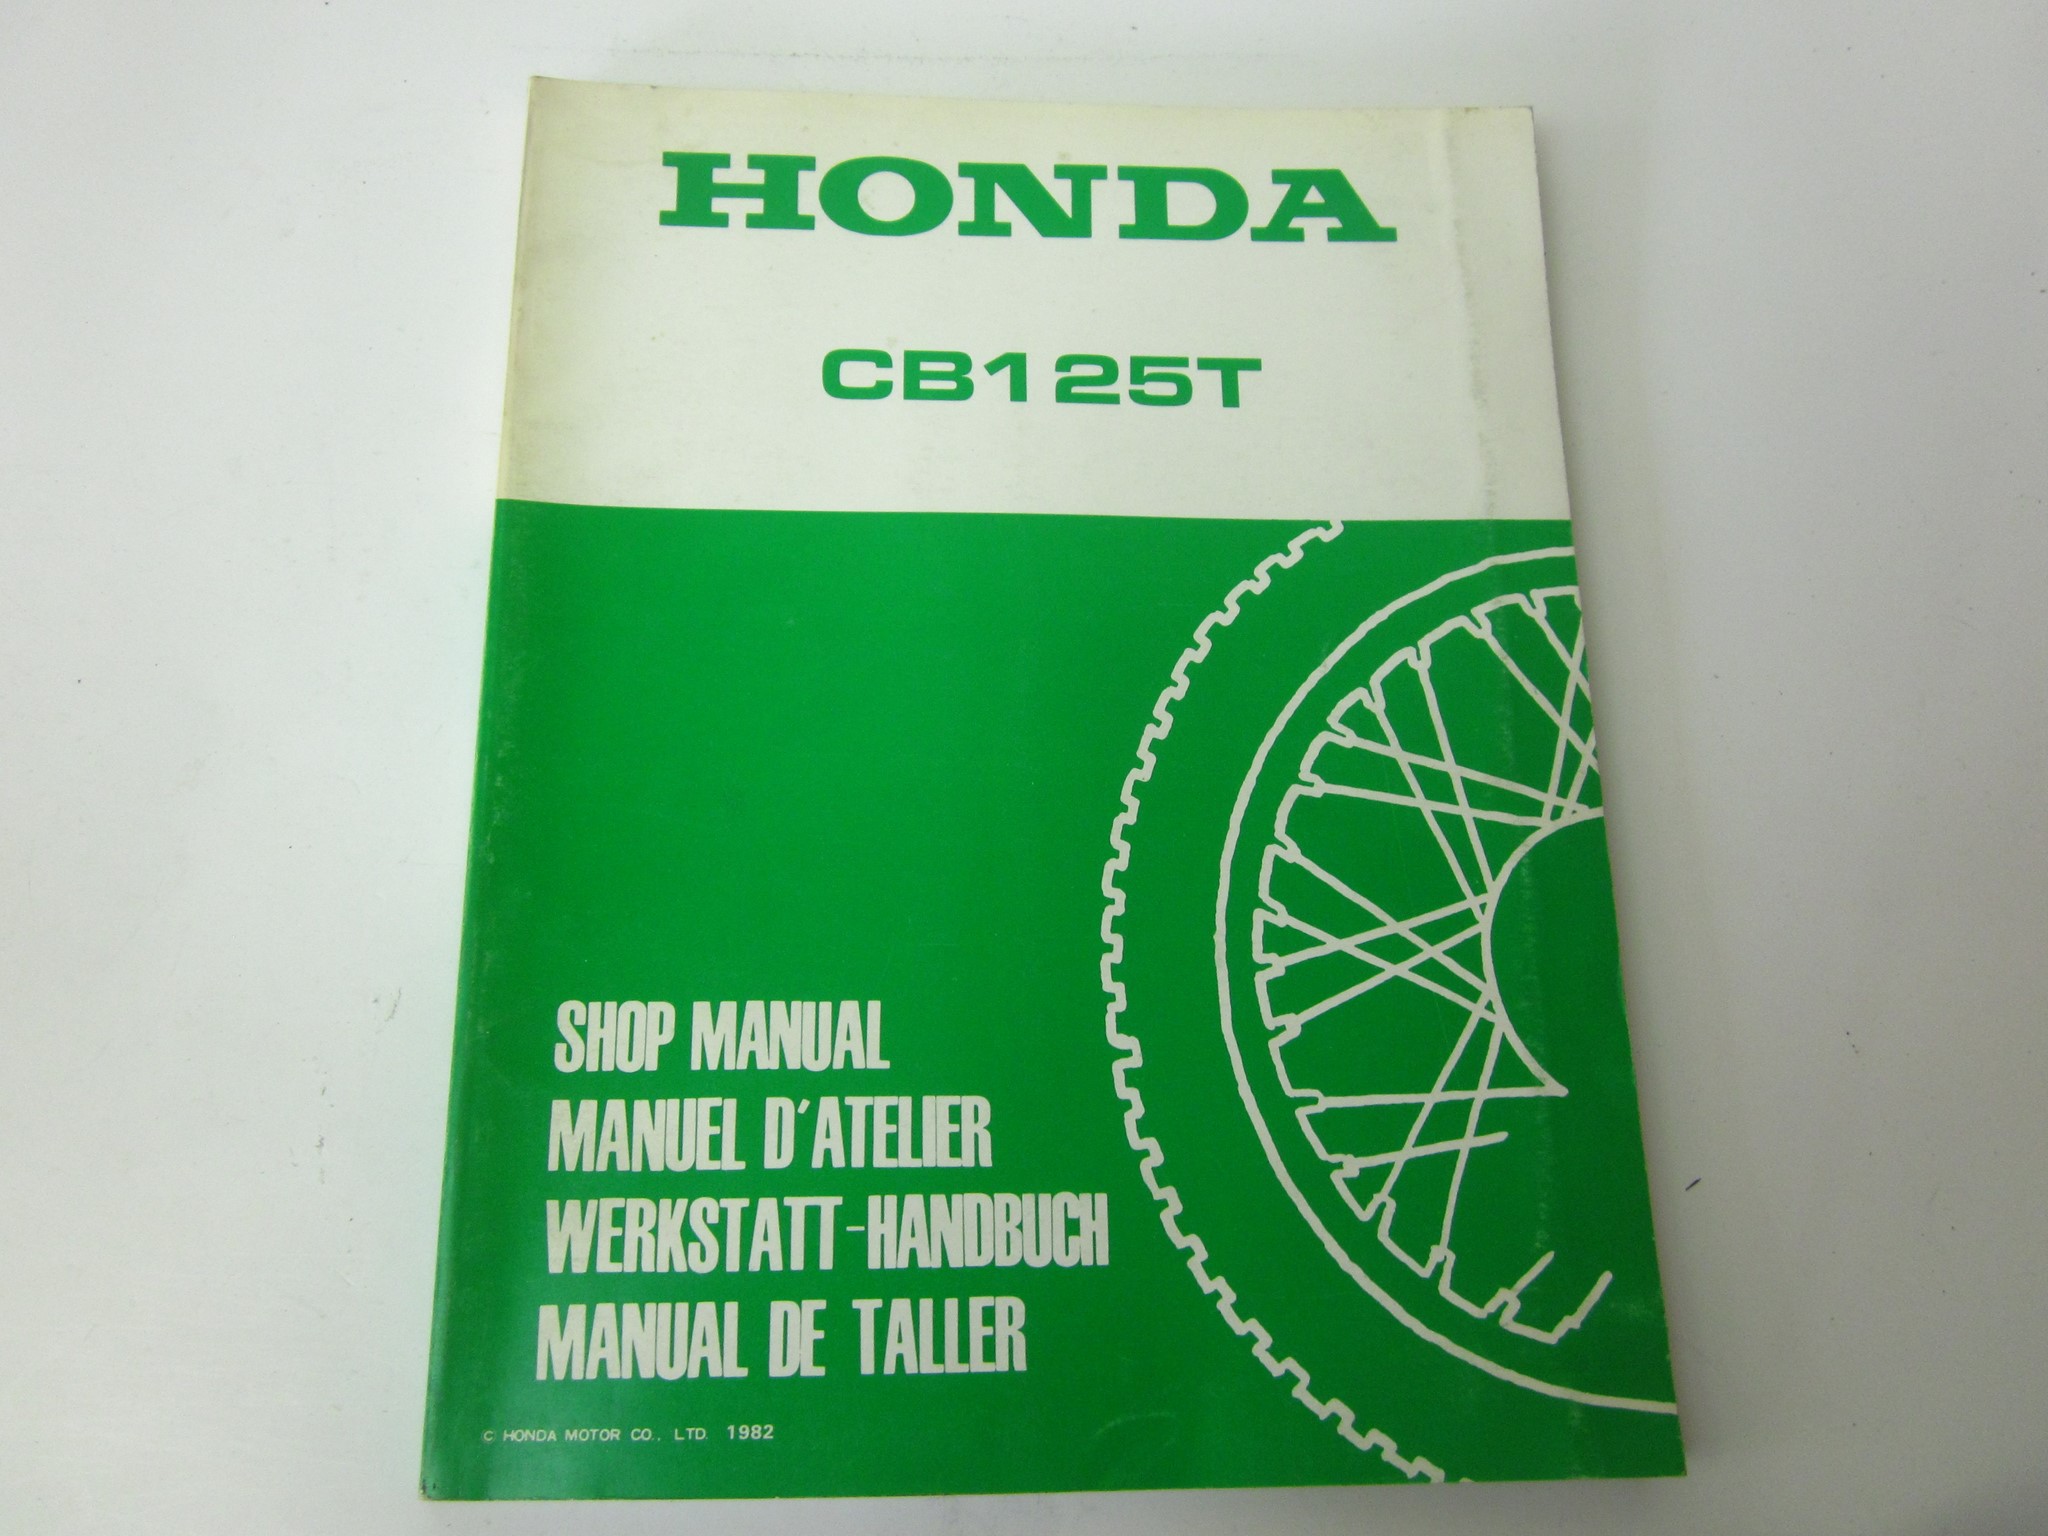 HONDA
CB125T
SHOP MANUAL
MANUEL D'ATELIER
WERKSTATT-HANDBUCH
MANUAL DE TALLER
© HONDA MOTOR CO., LTD. 1982